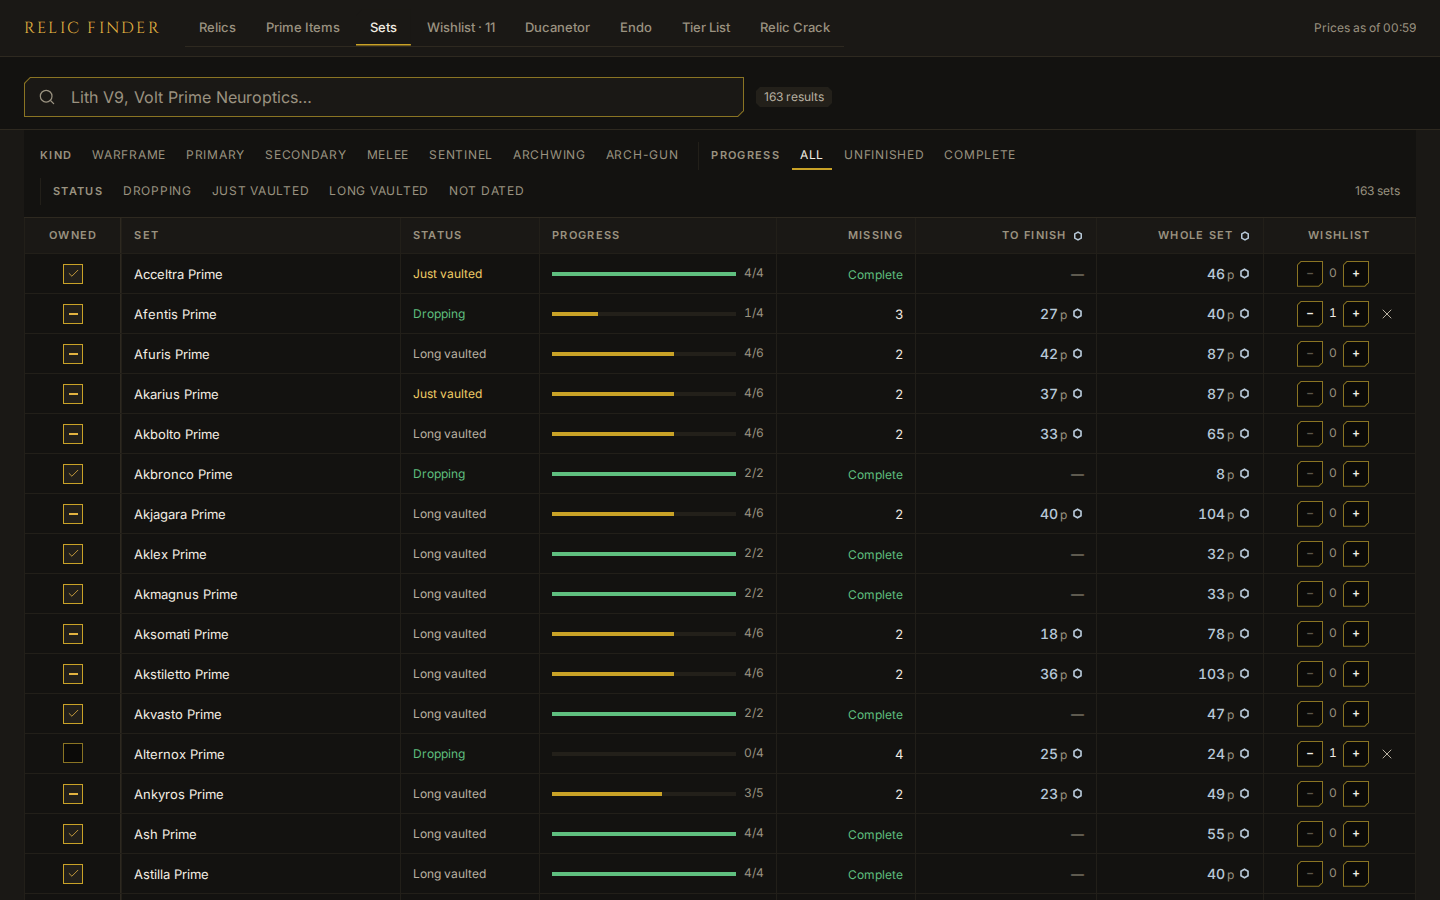 RELIC FINDER Relics Prime Items Sets Wishlist · 11 Ducanetor Endo Tier List Relic Crack Prices as of 00:59
Lith V9, Volt Prime Neuroptics... 163 results
KIND WARFRAME PRIMARY SECONDARY MELEE SENTINEL ARCHWING ARCH-GUN PROGRESS ALL UNFINISHED COMPLETE
STATUS DROPPING JUST VAULTED LONG VAULTED NOT DATED 163 sets
OWNED SET STATUS PROGRESS MISSING TO FINISH WHOLE SET WISHLIST
Acceltra Prime Just vaulted 4/4 Complete — 46 p − 0 +
Afentis Prime Dropping 1/4 3 27 p 40 p − 1 + ×
Afuris Prime Long vaulted 4/6 2 42 p 87 p − 0 +
Akarius Prime Just vaulted 4/6 2 37 p 87 p − 0 +
Akbolto Prime Long vaulted 4/6 2 33 p 65 p − 0 +
Akbronco Prime Dropping 2/2 Complete — 8 p − 0 +
Akjagara Prime Long vaulted 4/6 2 40 p 104 p − 0 +
Aklex Prime Long vaulted 2/2 Complete — 32 p − 0 +
Akmagnus Prime Long vaulted 2/2 Complete — 33 p − 0 +
Aksomati Prime Long vaulted 4/6 2 18 p 78 p − 0 +
Akstiletto Prime Long vaulted 4/6 2 36 p 103 p − 0 +
Akvasto Prime Long vaulted 2/2 Complete — 47 p − 0 +
Alternox Prime Dropping 0/4 4 25 p 24 p − 1 + ×
Ankyros Prime Long vaulted 3/5 2 23 p 49 p − 0 +
Ash Prime Long vaulted 4/4 Complete — 55 p − 0 +
Astilla Prime Long vaulted 4/4 Complete — 40 p − 0 +